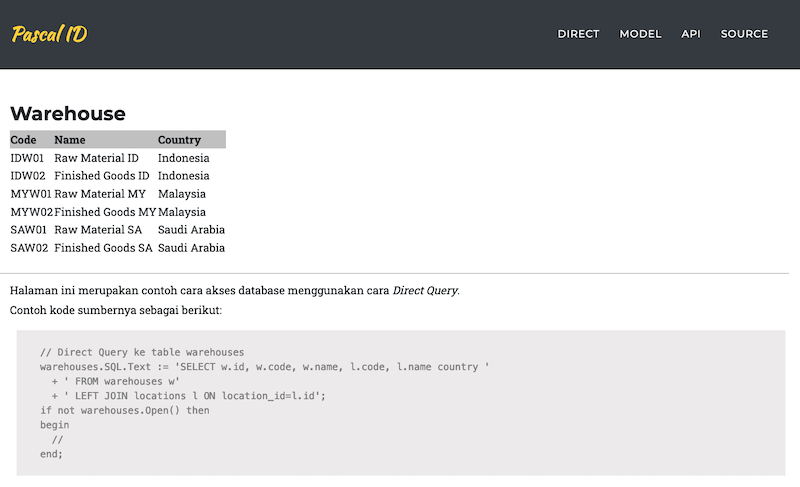 Pascal ID
DIRECT MODEL API SOURCE
Warehouse
Code Name Country
IDW01 Raw Material ID Indonesia
IDW02 Finished Goods ID Indonesia
MYW01 Raw Material MY Malaysia
MYW02 Finished Goods MY Malaysia
SAW01 Raw Material SA Saudi Arabia
SAW02 Finished Goods SA Saudi Arabia
Halaman ini merupakan contoh cara akses database menggunakan cara Direct Query.
Contoh kode sumbernya sebagai berikut:
// Direct Query ke table warehouses
warehouses.SQL.Text := 'SELECT w.id, w.code, w.name, l.code, l.name country '
+ ' FROM warehouses w'
+ ' LEFT JOIN locations l ON location_id=l.id';
if not warehouses.Open() then
begin
//
end;